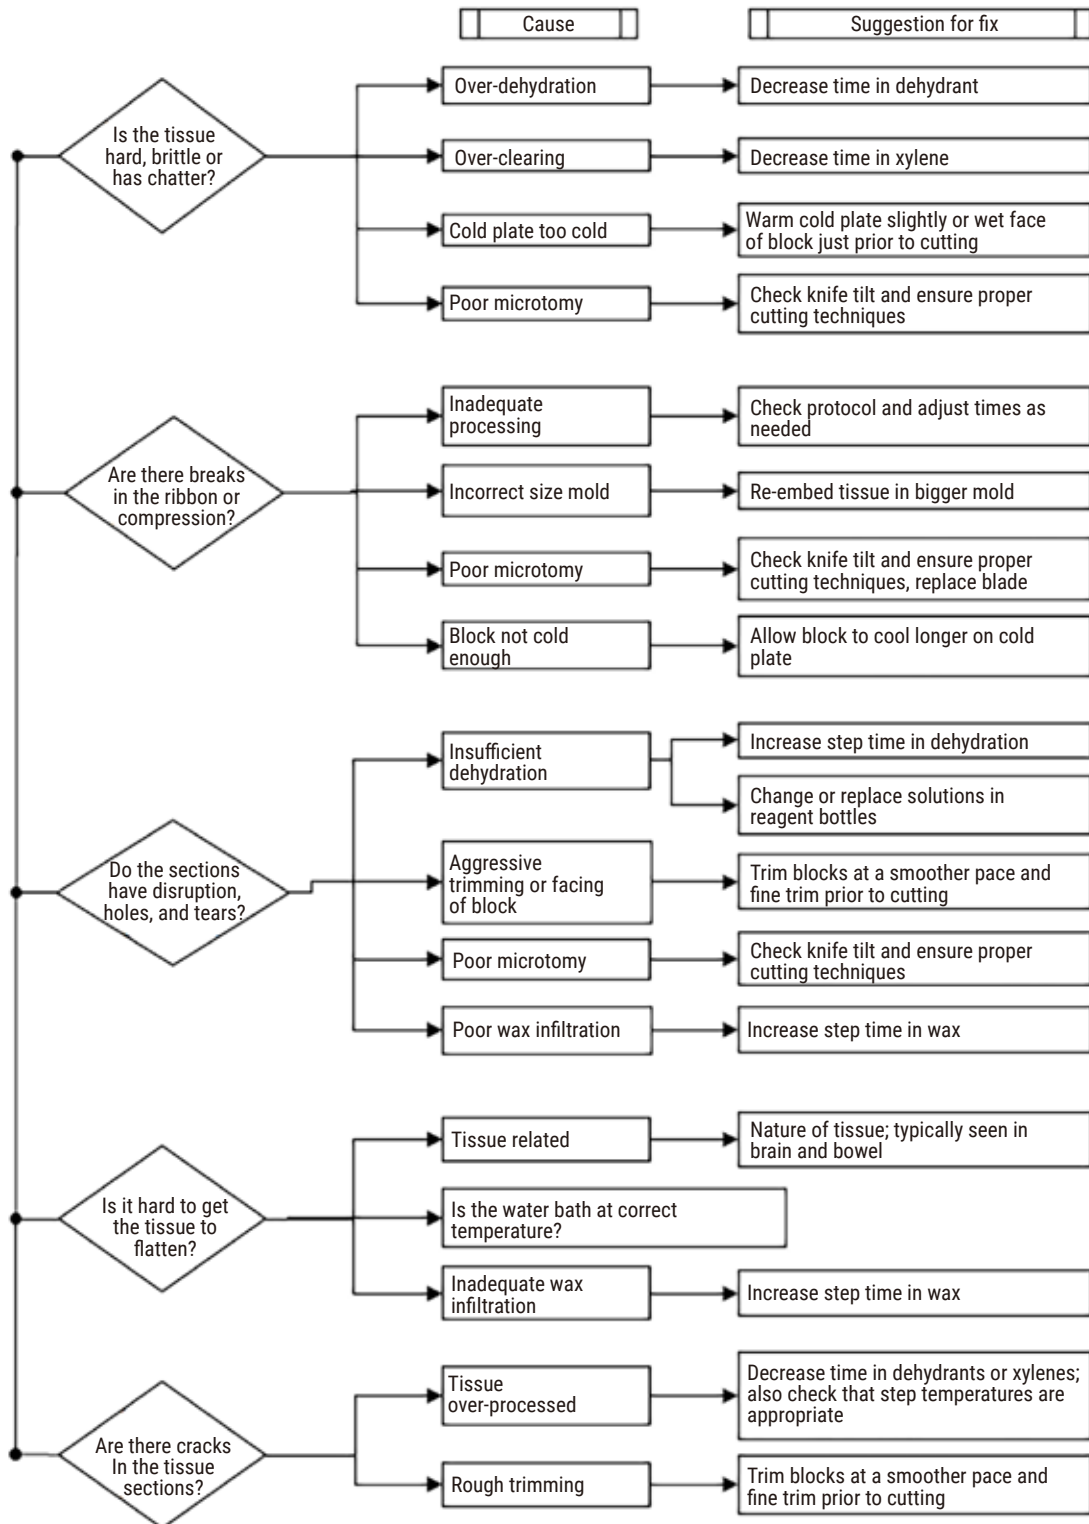 Cause
Suggestion for fix
Is the tissue
hard, brittle or
has chatter?
Over-dehydration
Decrease time in dehydrant
Over-clearing
Decrease time in xylene
Cold plate too cold
Warm cold plate slightly or wet face
of block just prior to cutting
Poor microtomy
Check knife tilt and ensure proper
cutting techniques
Are there breaks
in the ribbon or
compression?
Inadequate
processing
Check protocol and adjust times as
needed
Incorrect size mold
Re-embed tissue in bigger mold
Poor microtomy
Check knife tilt and ensure proper
cutting techniques, replace blade
Block not cold
enough
Allow block to cool longer on cold
plate
Do the sections
have disruption,
holes, and tears?
Insufficient
dehydration
Increase step time in dehydration
Change or replace solutions in
reagent bottles
Aggressive
trimming or facing
of block
Trim blocks at a smoother pace and
fine trim prior to cutting
Poor microtomy
Check knife tilt and ensure proper
cutting techniques
Poor wax infiltration
Increase step time in wax
Is it hard to get
the tissue to
flatten?
Tissue related
Nature of tissue; typically seen in
brain and bowel
Is the water bath at correct
temperature?
Inadequate wax
infiltration
Increase step time in wax
Are there cracks
In the tissue
sections?
Tissue
over-processed
Decrease time in dehydrants or xylenes;
also check that step temperatures are
appropriate
Rough trimming
Trim blocks at a smoother pace and
fine trim prior to cutting